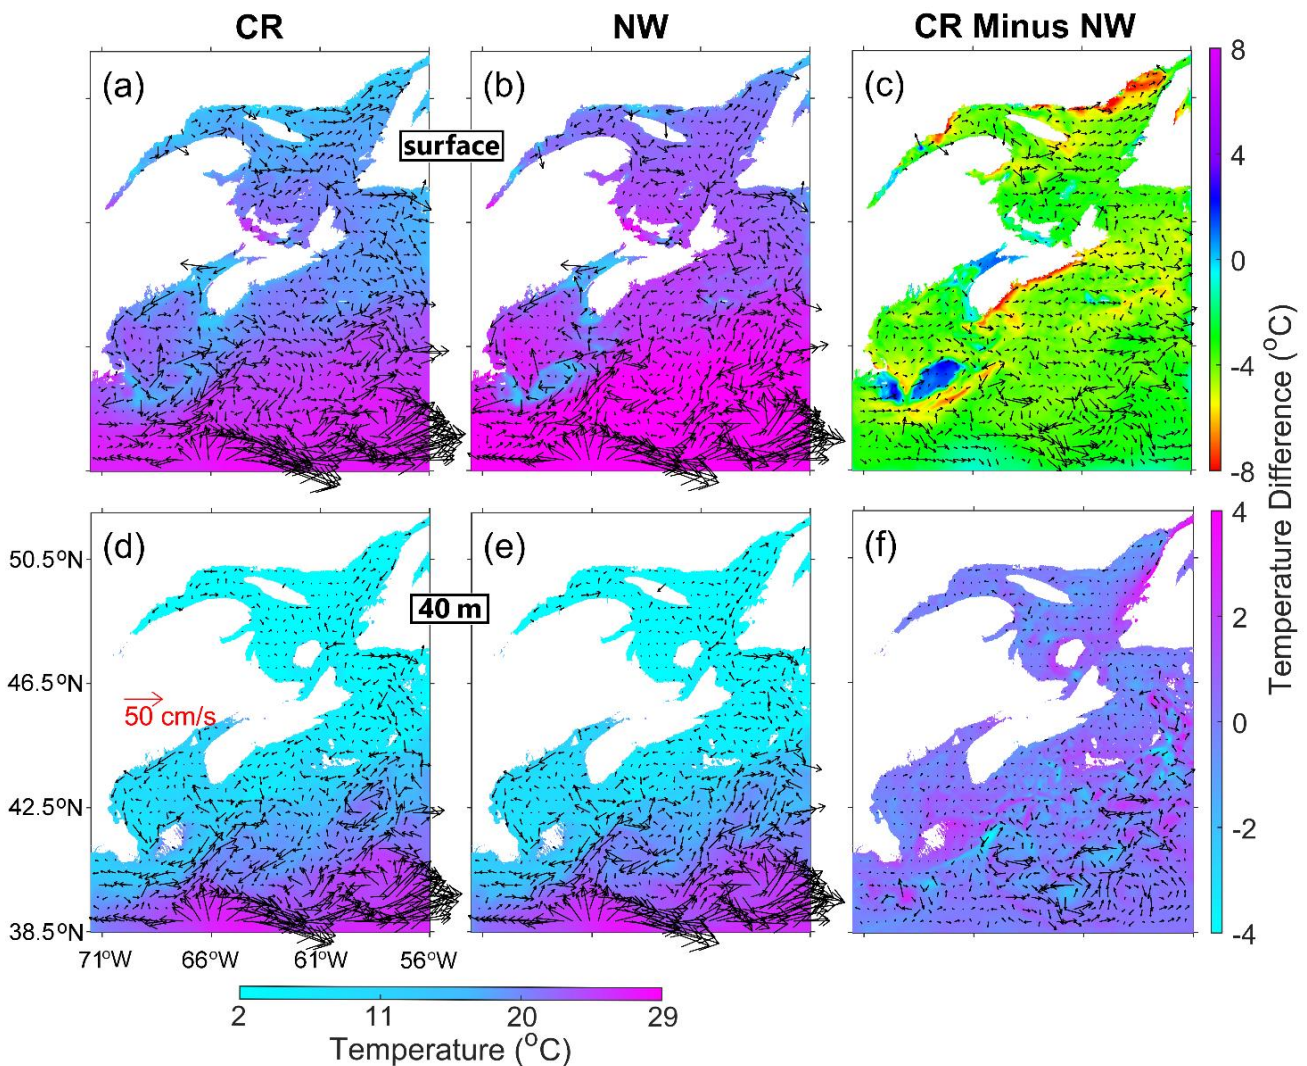 CR
NW
CR Minus NW
(a)
(b)
(c)
surface
8
4
0
-4
-8
(d)
(e)
(f)
40 m
50 cm/s
50.5°N
46.5°N
42.5°N
38.5°N
71°W
66°W
61°W
56°W
4
2
0
-2
-4
Temperature Difference (°C)
2
11
20
29
Temperature (°C)